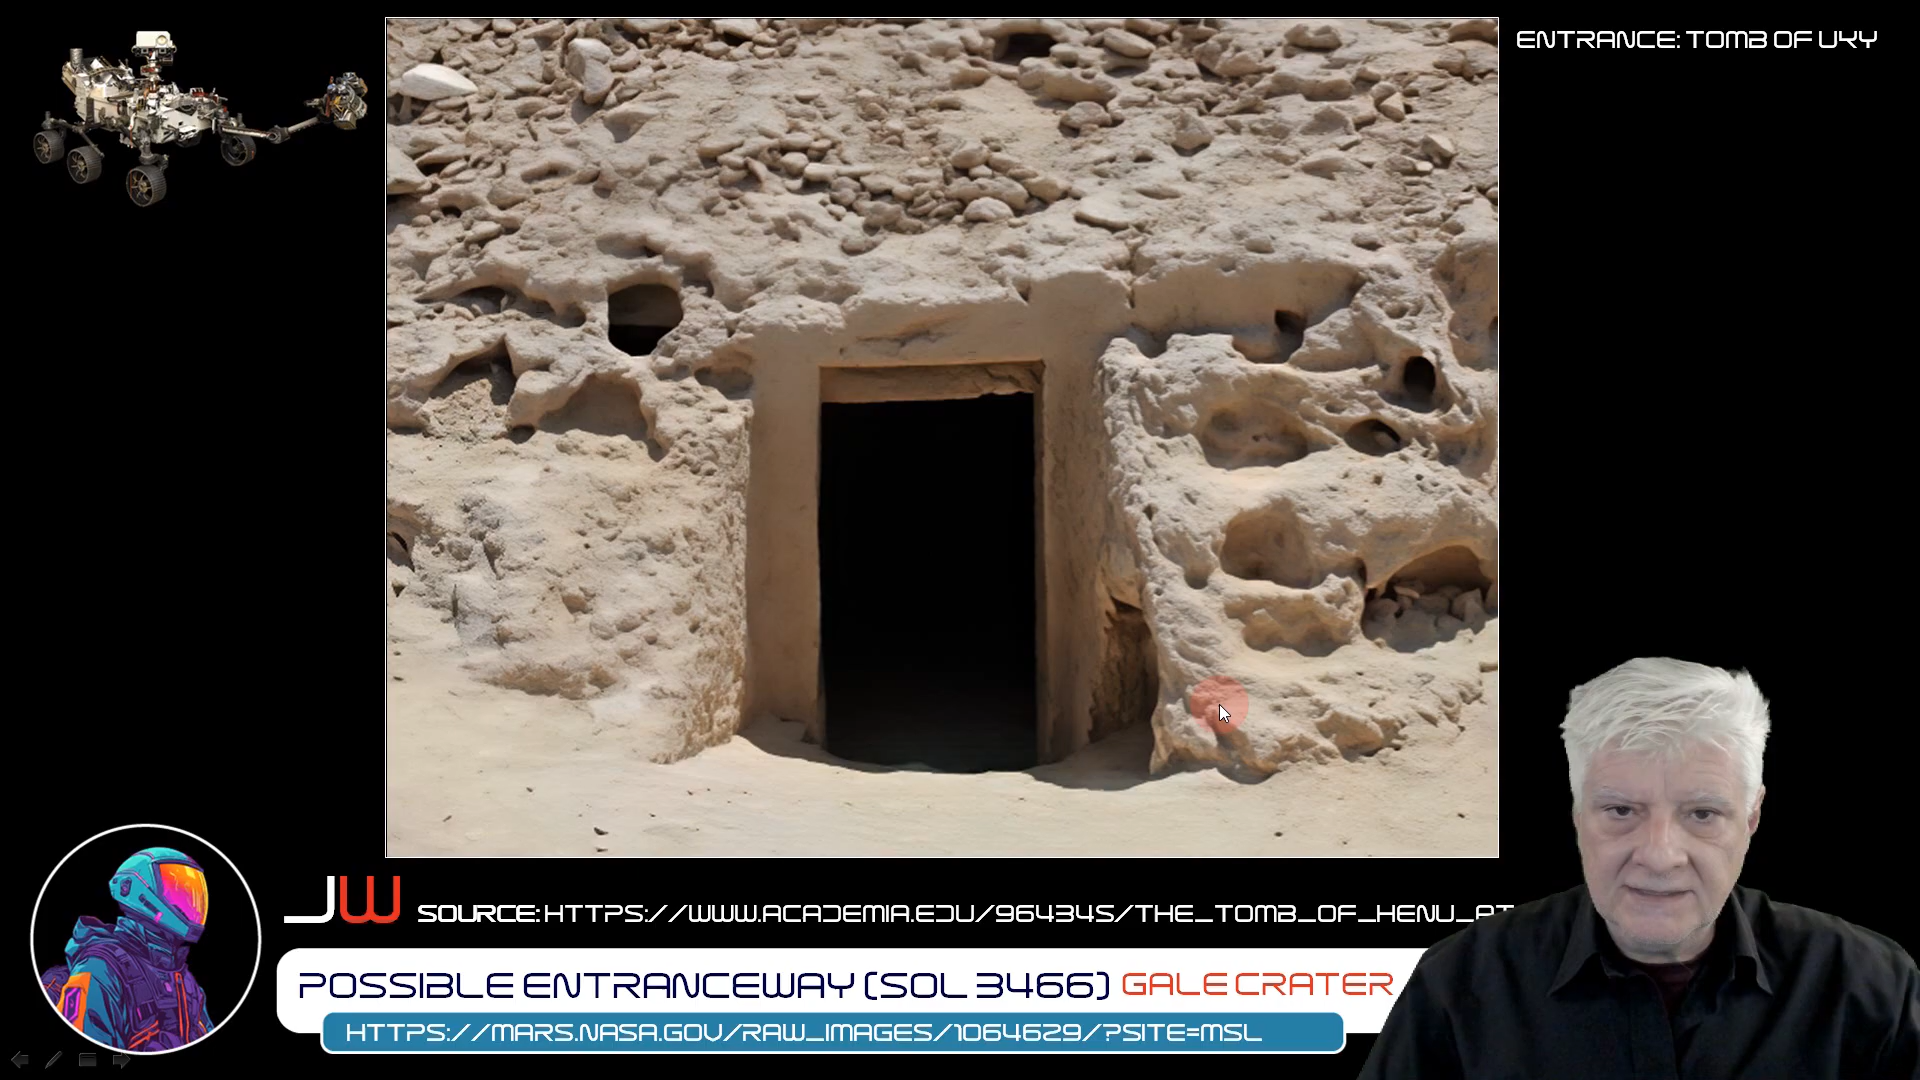 ENTRANCE: TOMB OF UKY
JW
SOURCE: HTTPS://WWW.ACADEMIA.EDU/964345/THE_TOMB_OF_HENU_AT
POSSIBLE ENTRANCEWAY (SOL 3466) GALE CRATER
HTTPS://MARS.NASA.GOV/RAW_IMAGES/1064629/?SITE=MSL